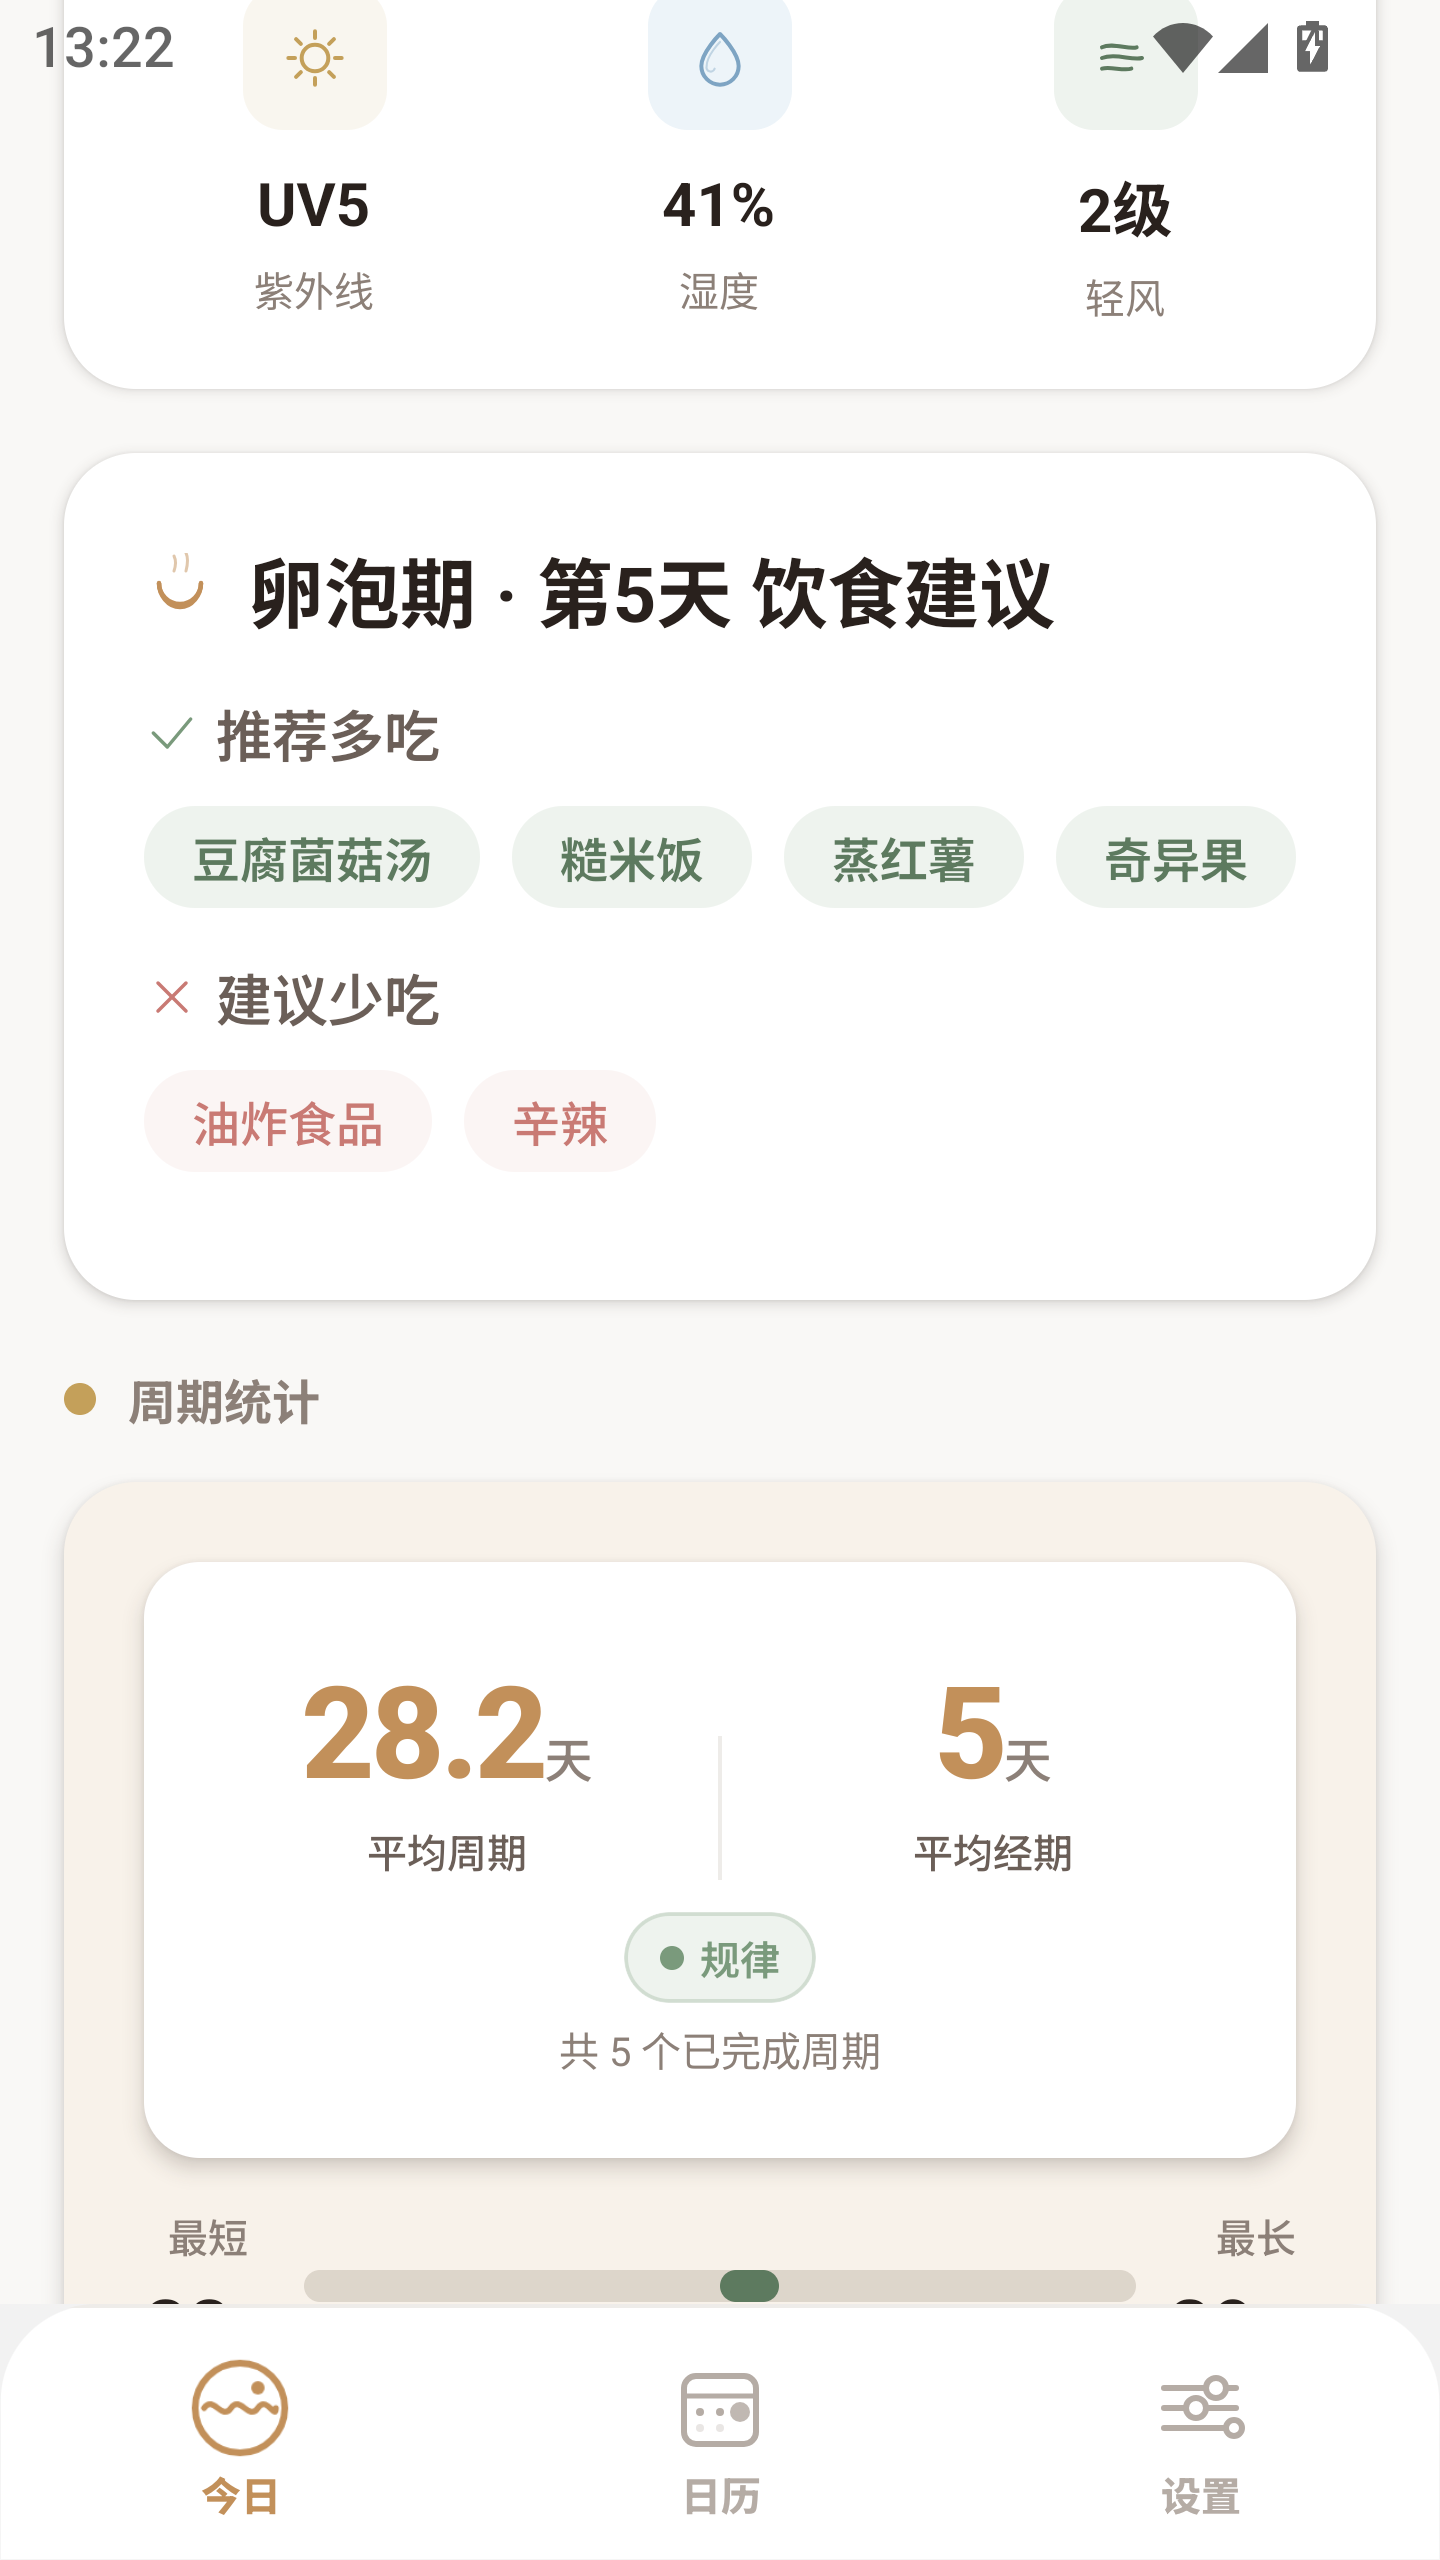 13:22
UV5 41% 2级
紫外线 湿度 轻风
卵泡期 · 第5天 饮食建议
推荐多吃
豆腐菌菇汤 糙米饭 蒸红薯 奇异果
建议少吃
油炸食品 辛辣
周期统计
28.2天 5天
平均周期 平均经期
规律
共 5 个已完成周期
最短 最长
今日 日历 设置